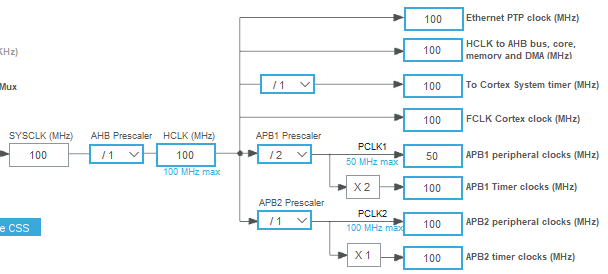 100
Ethernet PTP clock (MHz)
KHz)
100
HCLK to AHB bus, core,
memory and DMA (MHz)
Mux
/ 1
100
To Cortex System timer (MHz)
100
FCLK Cortex clock (MHz)
SYSCLK (MHz)
AHB Prescaler
HCLK (MHz)
APB1 Prescaler
100
/ 1
100
/ 2
PCLK1
50
APB1 peripheral clocks (MHz)
100 MHz max
50 MHz max
X 2
100
APB1 Timer clocks (MHz)
APB2 Prescaler
PCLK2
/ 1
100 MHz max
100
APB2 peripheral clocks (MHz)
e CSS
X 1
100
APB2 timer clocks (MHz)